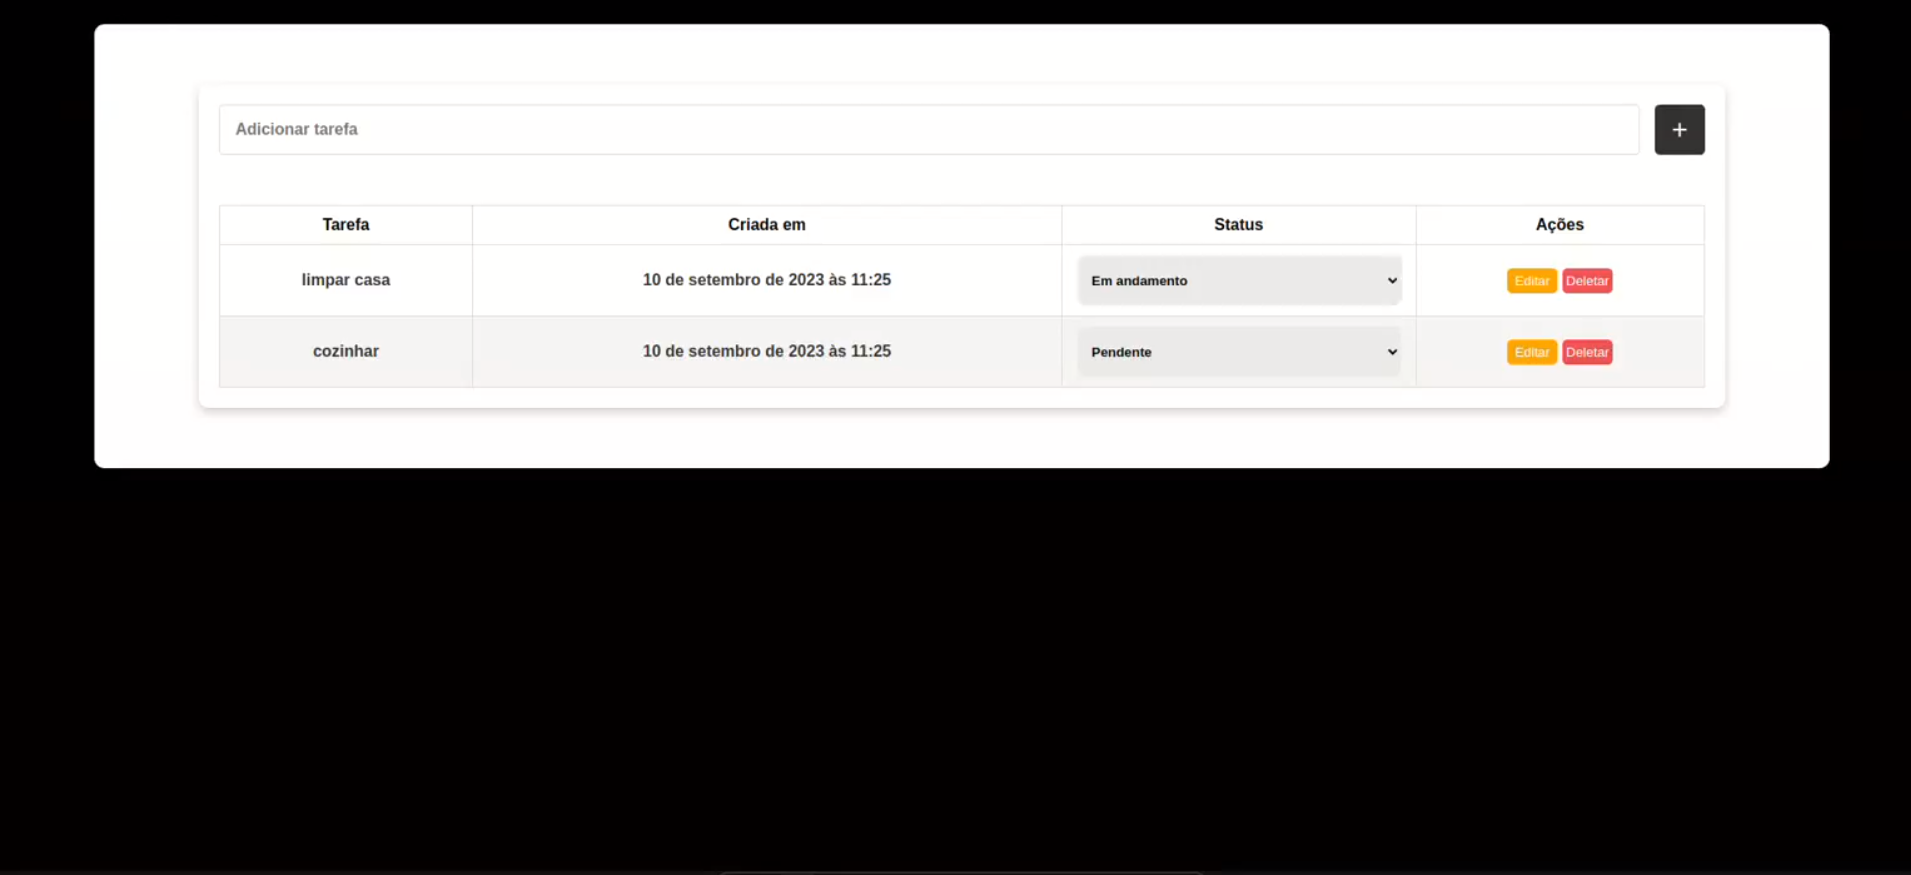 Adicionar tarefa
+
Tarefa Criada em Status Ações
limpar casa 10 de setembro de 2023 às 11:25 Em andamento Editar Deletar
cozinhar 10 de setembro de 2023 às 11:25 Pendente Editar Deletar